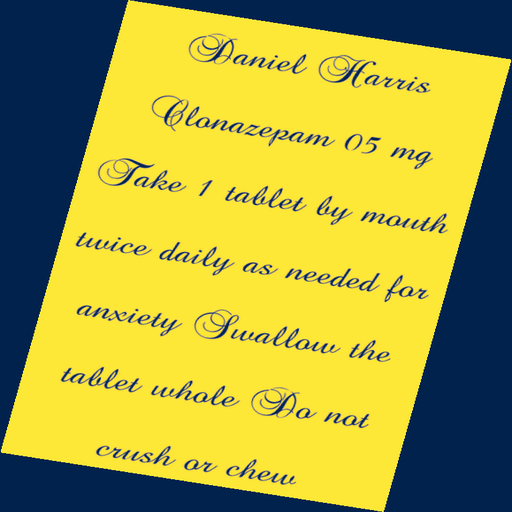 Daniel Harris
Clonazepam 05 mg
Take 1 tablet by mouth
twice daily as needed for
anxiety Swallow the
tablet whole Do not
crush or chew